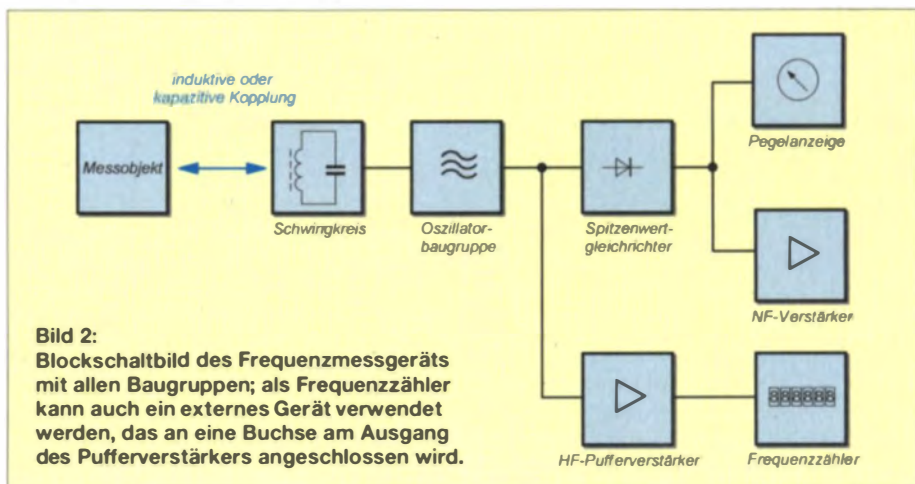 induktive oder
kapazitive Kopplung
Messobjekt
Schwingkreis
Oszillator-
baugruppe
Spitzenwert-
gleichrichter
Pegelanzeige
NF-Verstärker
HF-Pufferverstärker
888888
Frequenzzähler
Bild 2:
Blockschaltbild des Frequenzmessgeräts
mit allen Baugruppen; als Frequenzzähler
kann auch ein externes Gerät verwendet
werden, das an eine Buchse am Ausgang
des Pufferverstärkers angeschlossen wird.